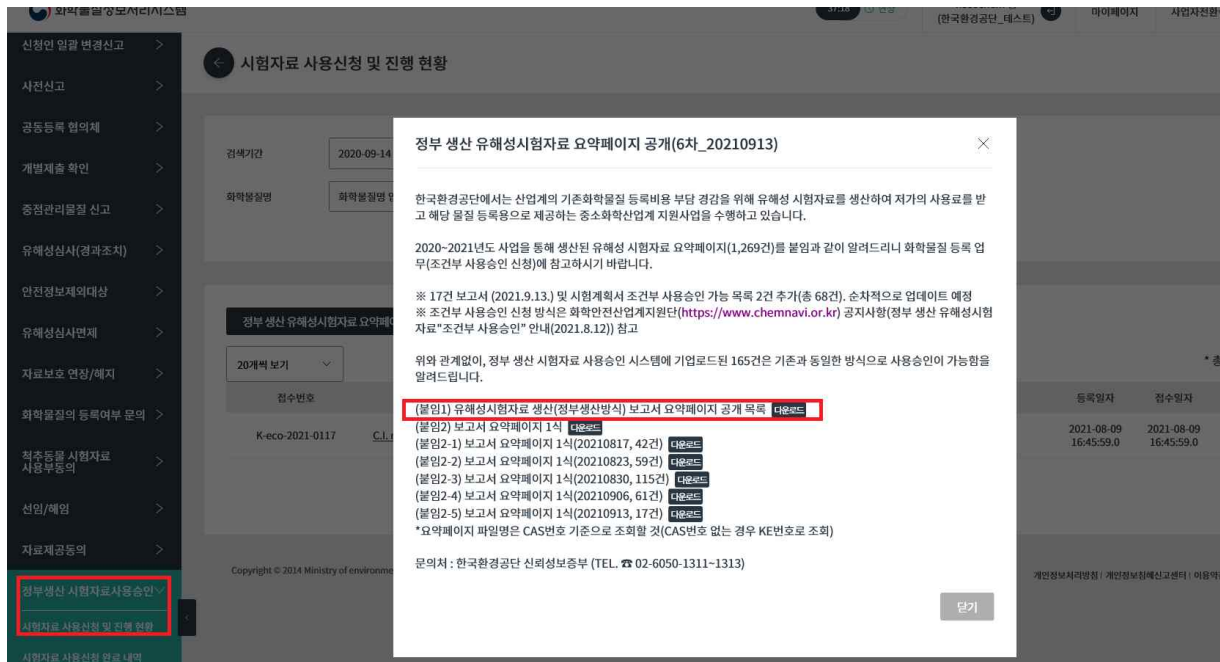 화학물질정보처리시스템
37:18
(한국환경공단_테스트)
마이페이지
사업자전환
신청인 일괄 변경신고
사전신고
공동등록 협의체
개별제출 확인
중점관리물질 신고
유해성심사(경과조치)
안전정보제외대상
유해성심사면제
자료보호 연장/해지
화학물질의 등록여부 문의
척추동물 시험자료
사용부동의
선임/해임
자료제공동의
정부생산 시험자료사용승인
시험자료 사용신청 및 진행 현황
시험자료 사용신청 완료 내역
시험자료 사용신청 및 진행 현황
검색기간
2020-09-14
화학물질명
화학물질명
정부 생산 유해성시험자료 요약페이
20개씩 보기
접수번호
등록일자
접수일자
K-eco-2021-0117
C.I.
2021-08-09
16:45:59.0
2021-08-09
16:45:59.0
Copyright © 2014 Ministry of environme
개인정보처리방침 | 개인정보침해신고센터 | 이용약
정부 생산 유해성시험자료 요약페이지 공개(6차_20210913)
한국환경공단에서는 산업계의 기존화학물질 등록비용 부담 경감을 위해 유해성 시험자료를 생산하여 저가의 사용료를 받
고 해당 물질 등록용으로 제공하는 중소화학산업계 지원사업을 수행하고 있습니다.
2020~2021년도 사업을 통해 생산된 유해성 시험자료 요약페이지(1,269건)를 붙임과 같이 알려드리니 화학물질 등록 업
무(조건부 사용승인 신청)에 참고하시기 바랍니다.
※ 17건 보고서 (2021.9.13.) 및 시험계획서 조건부 사용승인 가능 목록 2건 추가(총 68건). 순차적으로 업데이트 예정
※ 조건부 사용승인 신청 방식은 화학안전산업계지원단(https://www.chemnavi.or.kr) 공지사항(정부 생산 유해성시험
자료"조건부 사용승인" 안내(2021.8.12)) 참고
위와 관계없이, 정부 생산 시험자료 사용승인 시스템에 기업로드된 165건은 기존과 동일한 방식으로 사용승인이 가능함을
알려드립니다.
(붙임1) 유해성시험자료 생산(정부생산방식) 보고서 요약페이지 공개 목록 다운로드
(붙임2) 보고서 요약페이지 1식 다운로드
(붙임2-1) 보고서 요약페이지 1식(20210817, 42건) 다운로드
(붙임2-2) 보고서 요약페이지 1식(20210823, 59건) 다운로드
(붙임2-3) 보고서 요약페이지 1식(20210830, 115건) 다운로드
(붙임2-4) 보고서 요약페이지 1식(20210906, 61건) 다운로드
(붙임2-5) 보고서 요약페이지 1식(20210913, 17건) 다운로드
*요약페이지 파일명은 CAS번호 기준으로 조회할 것(CAS번호 없는 경우 KE번호로 조회)
문의처 : 한국환경공단 신뢰성보증부 (TEL. ☎ 02-6050-1311~1313)
닫기